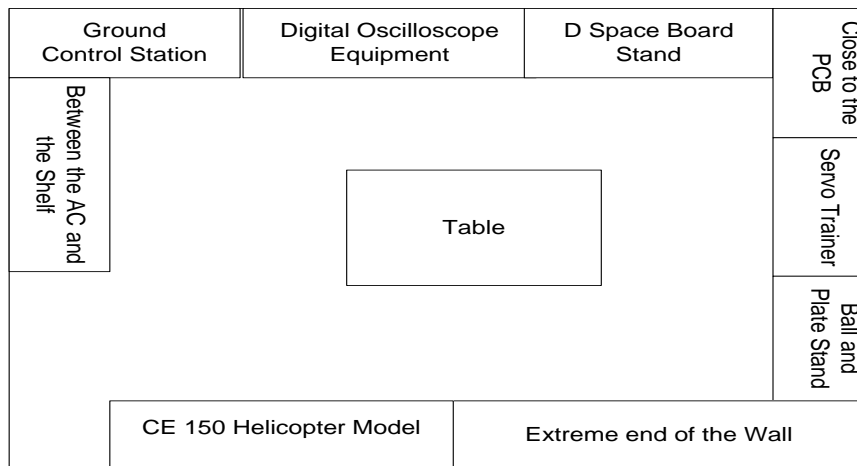 Ground
Control Station
Digital Oscilloscope
Equipment
D Space Board
Stand
Close to the
PCB
Between the AC and
the Shelf
Servo Trainer
Table
Ball and
Plate Stand
CE 150 Helicopter Model
Extreme end of the Wall